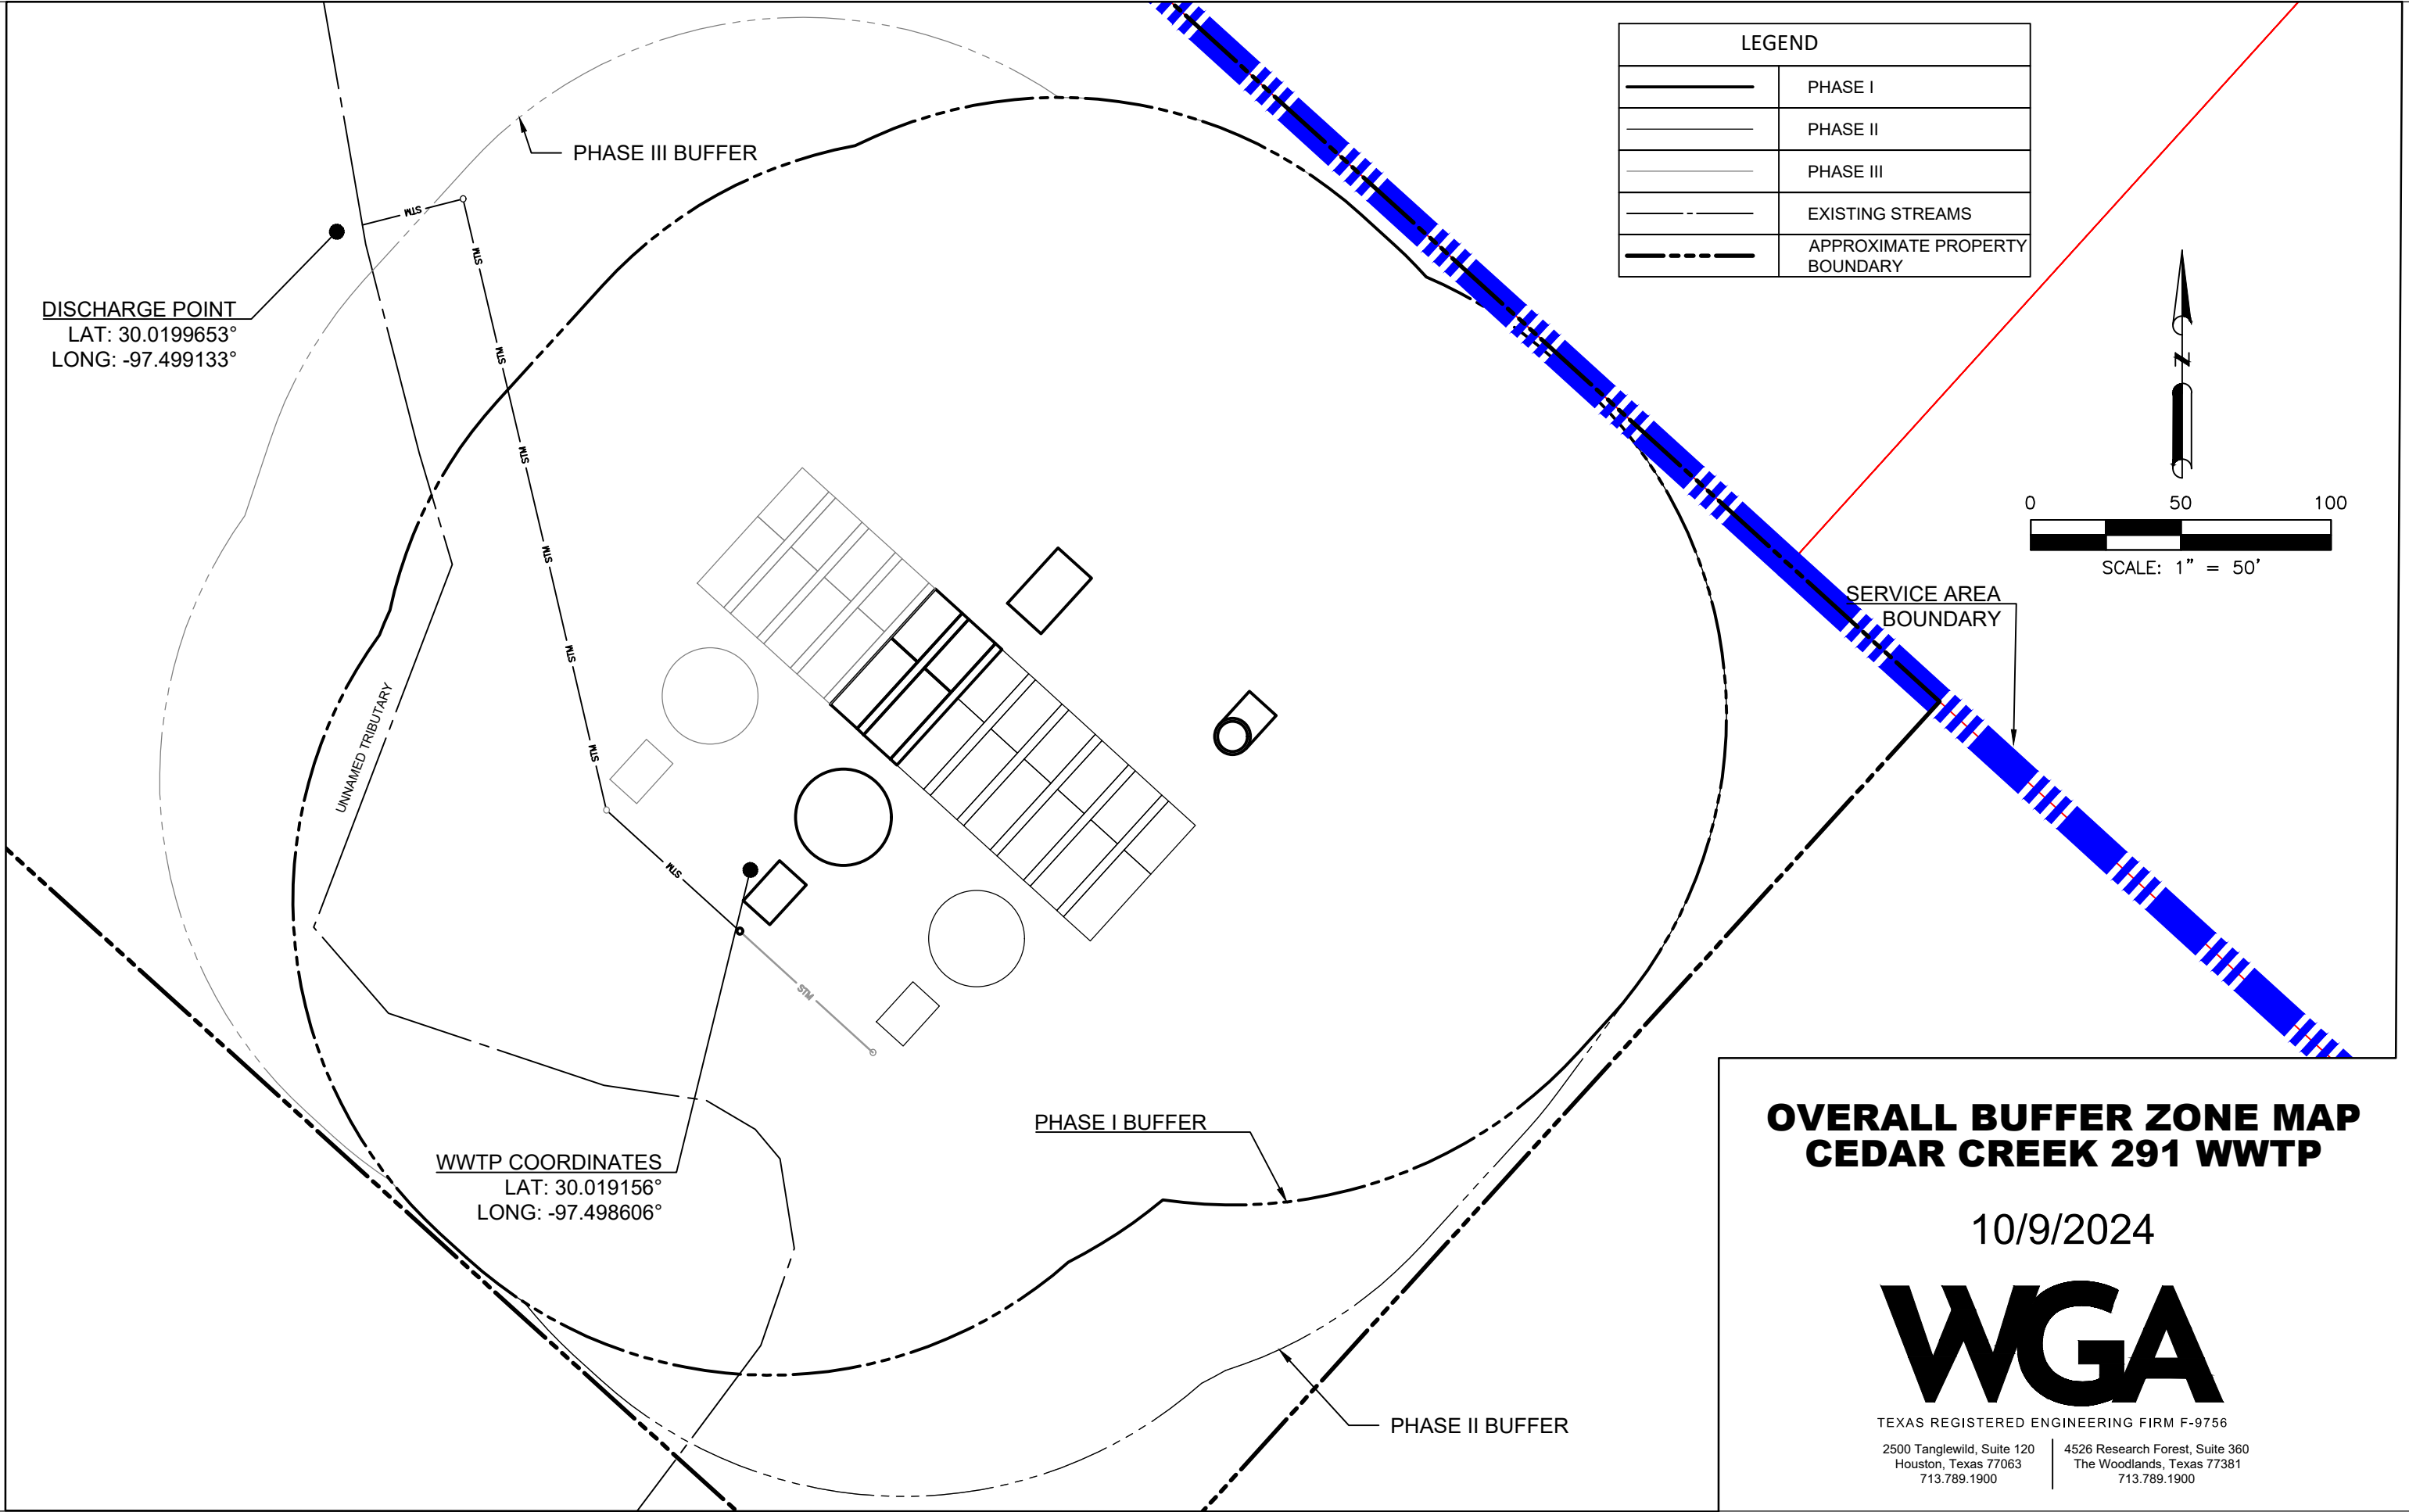 LEGEND
PHASE I
PHASE II
PHASE III
EXISTING STREAMS
APPROXIMATE PROPERTY
BOUNDARY
PHASE III BUFFER
STM
STM
STM
STM
STM
STM
STM
STM
STM
DISCHARGE POINT
LAT: 30.0199653°
LONG: -97.499133°
N
0 50 100
SCALE: 1" = 50'
SERVICE AREA
BOUNDARY
UNNAMED TRIBUTARY
WWTP COORDINATES
LAT: 30.019156°
LONG: -97.498606°
PHASE I BUFFER
PHASE II BUFFER
OVERALL BUFFER ZONE MAP
CEDAR CREEK 291 WWTP
10/9/2024
WGA
TEXAS REGISTERED ENGINEERING FIRM F-9756
2500 Tanglewild, Suite 120
Houston, Texas 77063
713.789.1900
4526 Research Forest, Suite 360
The Woodlands, Texas 77381
713.789.1900